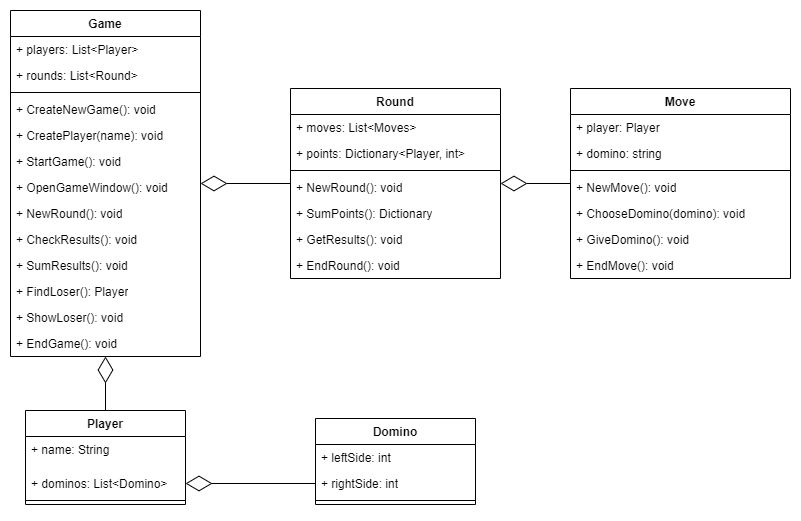 Game
+ players: List<Player>
+ rounds: List<Round>
+ CreateNewGame(): void
+ CreatePlayer(name): void
+ StartGame(): void
+ OpenGameWindow(): void
+ NewRound(): void
+ CheckResults(): void
+ SumResults(): void
+ FindLoser(): Player
+ ShowLoser(): void
+ EndGame(): void
Round
+ moves: List<Moves>
+ points: Dictionary<Player, int>
+ NewRound(): void
+ SumPoints(): Dictionary
+ GetResults(): void
+ EndRound(): void
Move
+ player: Player
+ domino: string
+ NewMove(): void
+ ChooseDomino(domino): void
+ GiveDomino(): void
+ EndMove(): void
Player
+ name: String
+ dominos: List<Domino>
Domino
+ leftSide: int
+ rightSide: int